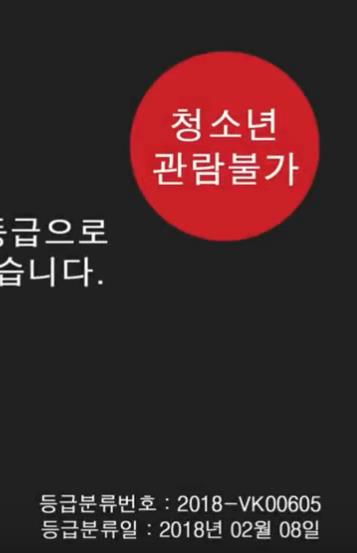 청소년
관람불가
등급으로
습니다.
등급분류번호 : 2018-VK00605
등급분류일 : 2018년 02월 08일